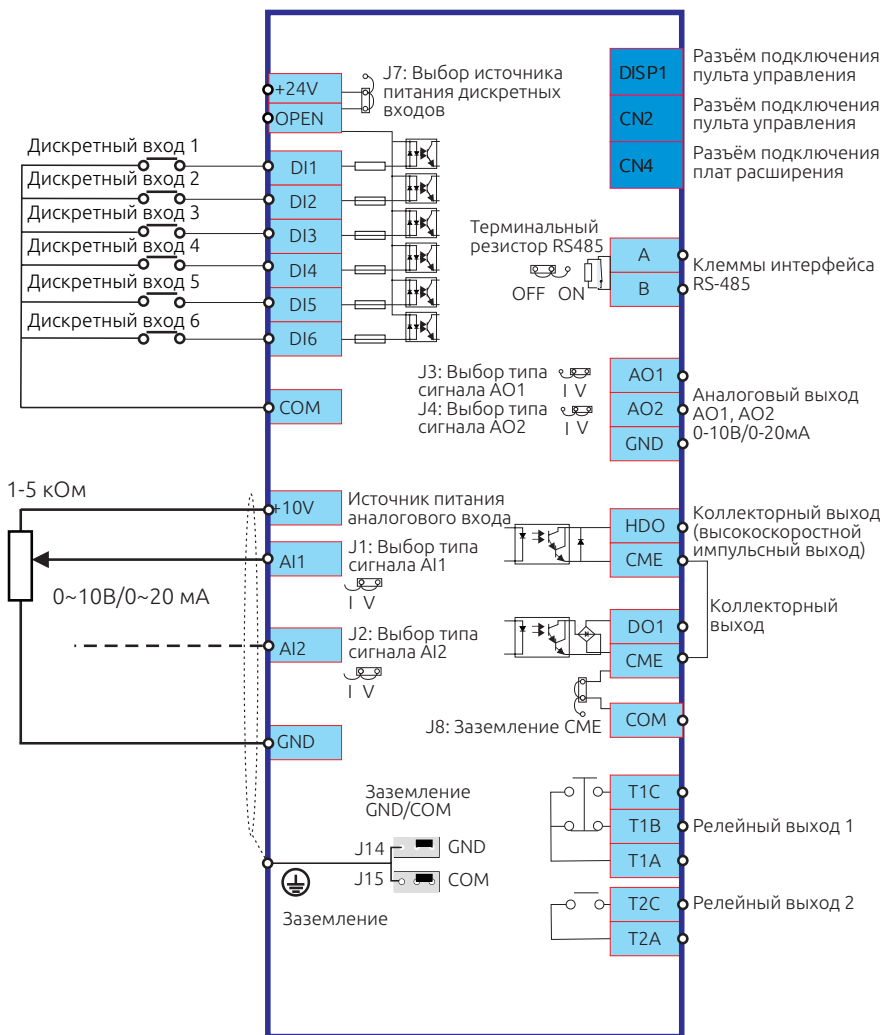 J7: Выбор источника
питания дискретных
входов
+24V
OPEN
Дискретный вход 1
DI1
Дискретный вход 2
DI2
Дискретный вход 3
DI3
Дискретный вход 4
DI4
Дискретный вход 5
DI5
Дискретный вход 6
DI6
COM
1-5 кОм
+10V
Источник питания
аналогового входа
AI1
J1: Выбор типа
сигнала AI1
I V
0~10В/0~20 мА
AI2
J2: Выбор типа
сигнала AI2
I V
GND
Заземление
GND/COM
J14
GND
J15
COM
Заземление
DISP1
Разъём подключения
пульта управления
CN2
Разъём подключения
пульта управления
CN4
Разъём подключения
плат расширения
Терминальный
резистор RS485
OFF ON
A
B
Клеммы интерфейса
RS-485
J3: Выбор типа
сигнала AO1
I V
J4: Выбор типа
сигнала AO2
I V
AO1
AO2
GND
Аналоговый выход
AO1, AO2
0-10В/0-20мА
HDO
CME
Коллекторный выход
(высокоскоростной
импульсный выход)
DO1
CME
Коллекторный
выход
J8: Заземление CME
COM
T1C
T1B
T1A
Релейный выход 1
T2C
T2A
Релейный выход 2